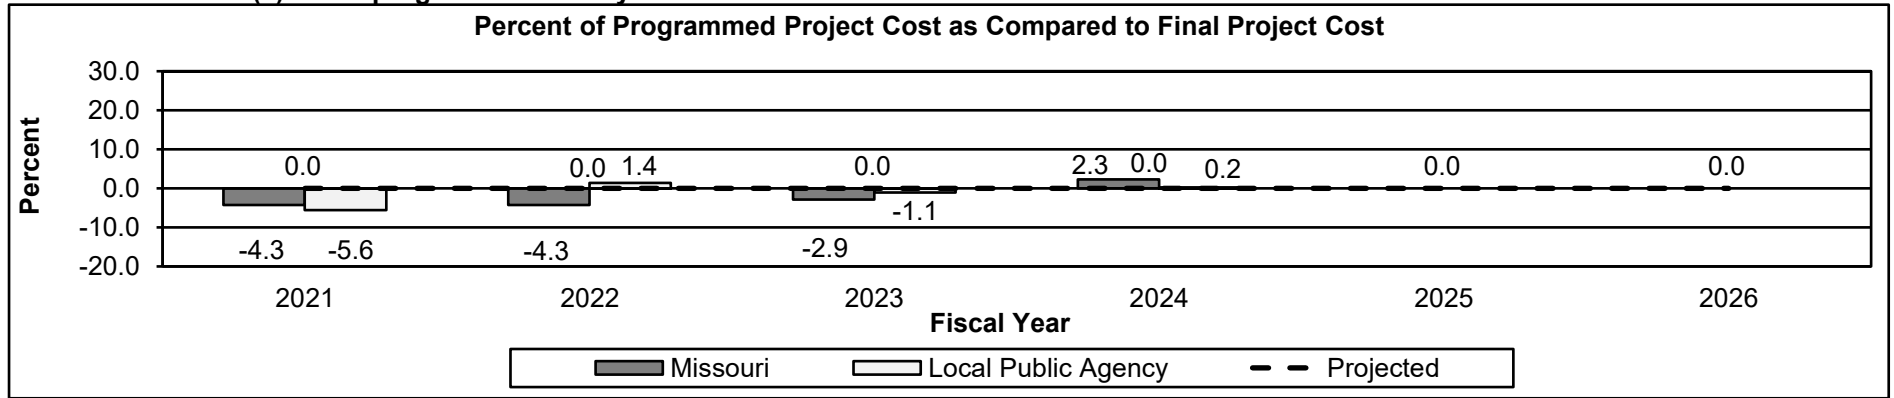 Percent of Programmed Project Cost as Compared to Final Project Cost
Percent
30.0
20.0
10.0
0.0
-10.0
-20.0
0.0 0.0 1.4 0.0 2.3 0.0 0.2 0.0 0.0
-4.3 -5.6 -4.3 -2.9 -1.1
2021 2022 2023 2024 2025 2026
Fiscal Year
Missouri Local Public Agency Projected